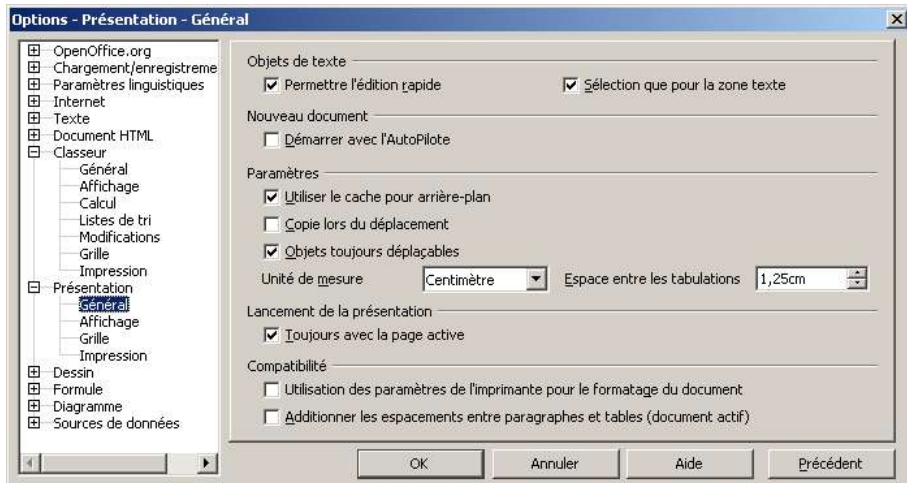 Options - Présentation - Général
OpenOffice.org
Chargement/enregistreme
Paramètres linguistiques
Internet
Texte
Document HTML
Classeur
Général
Affichage
Calcul
Listes de tri
Modifications
Grille
Impression
Présentation
Général
Affichage
Grille
Impression
Dessin
Formule
Diagramme
Sources de données
Objets de texte
Permettre l'édition rapide
Sélection que pour la zone texte
Nouveau document
Démarrer avec l'AutoPilote
Paramètres
Utiliser le cache pour arrière-plan
Copie lors du déplacement
Objets toujours déplaçables
Unité de mesure Centimètre Espace entre les tabulations 1,25cm
Lancement de la présentation
Toujours avec la page active
Compatibilité
Utilisation des paramètres de l'imprimante pour le formatage du document
Additionner les espacements entre paragraphes et tables (document actif)
OK Annuler Aide Précédent